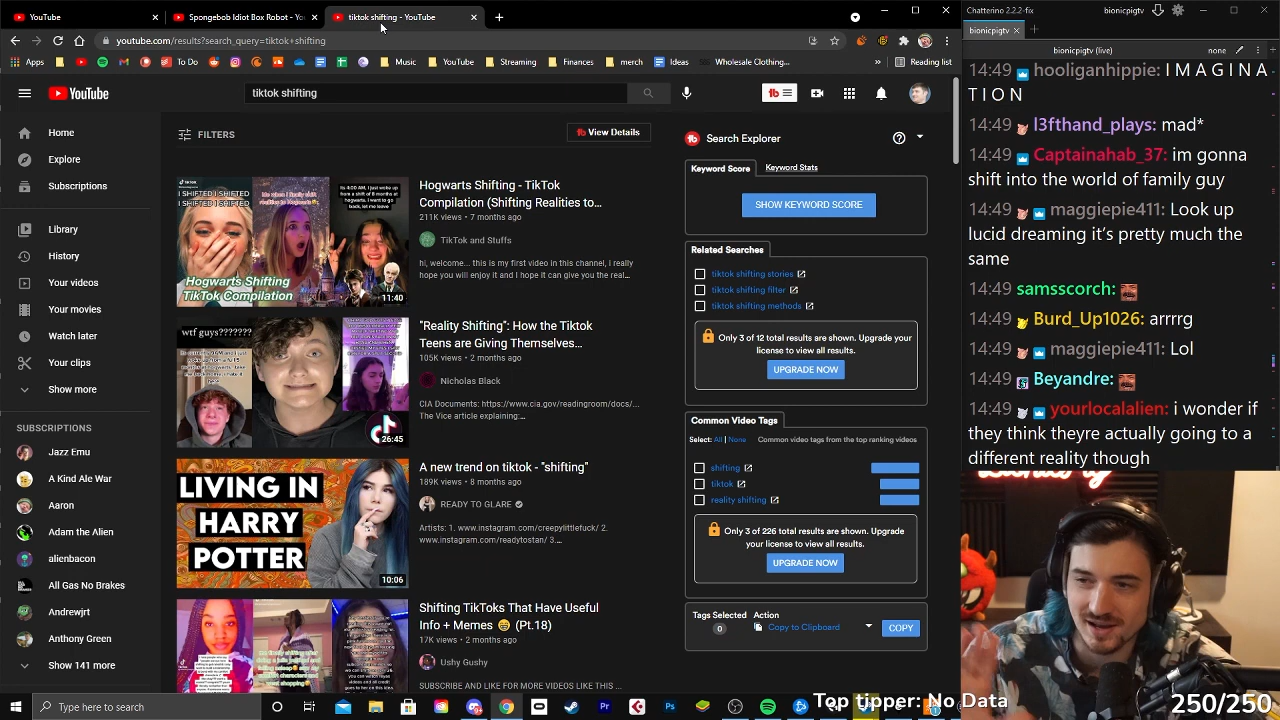 YouTube
Spongebob Idiot Box Robot - Yo
tiktok shifting - YouTube
youtube.com/results?search_query=tiktok+shifting
Apps
To Do
Music
YouTube
Streaming
Finances
merch
Ideas
Wholesale Clothing...
Reading list
YouTube
tiktok shifting
Home
Explore
Subscriptions
Library
History
Your videos
Your movies
Watch later
Your clips
Show more
SUBSCRIPTIONS
Jazz Emu
A Kind Ale War
Aaron
Adam the Alien
alienbacon
All Gas No Brakes
Andrewjrt
Anthony Green
Show 141 more
FILTERS
View Details
I SHIFTED I SHIFTED
I SHIFTED I SHIFTED
Hogwarts Shifting
TikTok Compilation
11:40
Hogwarts Shifting - TikTok
Compilation (Shifting Realities to...
211K views • 7 months ago
TikTok and Stuffs
hi, welcome... this is my first video in this channel, i really
hope you will enjoy it and I hope it can give you the real...
wtf guys???????
26:45
"Reality Shifting": How the Tiktok
Teens are Giving Themselves...
105K views • 2 months ago
Nicholas Black
CIA Documents: https://www.cia.gov/readingroom/docs/...
The Vice article explaining:...
LIVING IN
HARRY
POTTER
10:06
A new trend on tiktok - "shifting"
189K views • 8 months ago
READY TO GLARE
Artists: 1. www.instagram.com/creepylittlefuck/ 2.
www.instagram.com/readytostan/ 3....
Shifting TikToks That Have Useful
Info + Memes 😄 (Pt.18)
17K views • 2 months ago
Ushy Gushy
SUBSCRIBE AND LIKE FOR MORE VIDEOS LIKE THIS ...
Search Explorer
Keyword Score
Keyword Stats
SHOW KEYWORD SCORE
Related Searches
tiktok shifting stories
tiktok shifting filter
tiktok shifting methods
Only 3 of 12 total results are shown. Upgrade your
license to view all results.
UPGRADE NOW
Common Video Tags
Select: All | None
Common video tags from the top ranking videos
shifting
tiktok
reality shifting
Only 3 of 226 total results are shown. Upgrade
your license to view all results.
UPGRADE NOW
Tags Selected
0
Action
Copy to Clipboard
COPY
Chatterino 2.2.2-fix
bionicpigtv
bionicpigtv
bionicpigtv (live)
none
14:49 hooliganhippie: I M A G I N A
T I O N
14:49 l3fthand_plays: mad*
14:49 Captainahab_37: im gonna
shift into the world of family guy
14:49 maggiepie411: Look up
lucid dreaming it's pretty much the
same
14:49 samsscorch:
14:49 Burd_Up1026: arrrrg
14:49 maggiepie411: Lol
14:49 Beyandre:
14:49 yourlocalalien: i wonder if
they think theyre actually going to a
different reality though
Top tipper: No Data
250/250
Type here to search